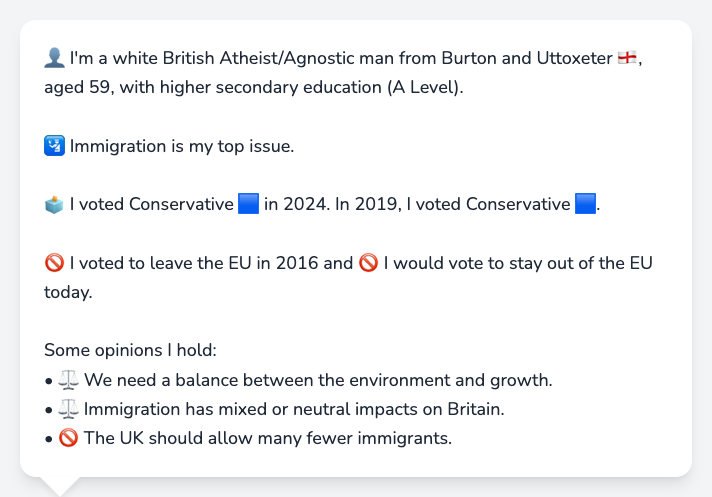 👤 I'm a white British Atheist/Agnostic man from Burton and Uttoxeter 🏴󠁧󠁢󠁥󠁮󠁧󠁿,
aged 59, with higher secondary education (A Level).
🛂 Immigration is my top issue.
🗳️ I voted Conservative 🟦 in 2024. In 2019, I voted Conservative 🟦.
🚫 I voted to leave the EU in 2016 and 🚫 I would vote to stay out of the EU
today.
Some opinions I hold:
• ⚖️ We need a balance between the environment and growth.
• ⚖️ Immigration has mixed or neutral impacts on Britain.
• 🚫 The UK should allow many fewer immigrants.